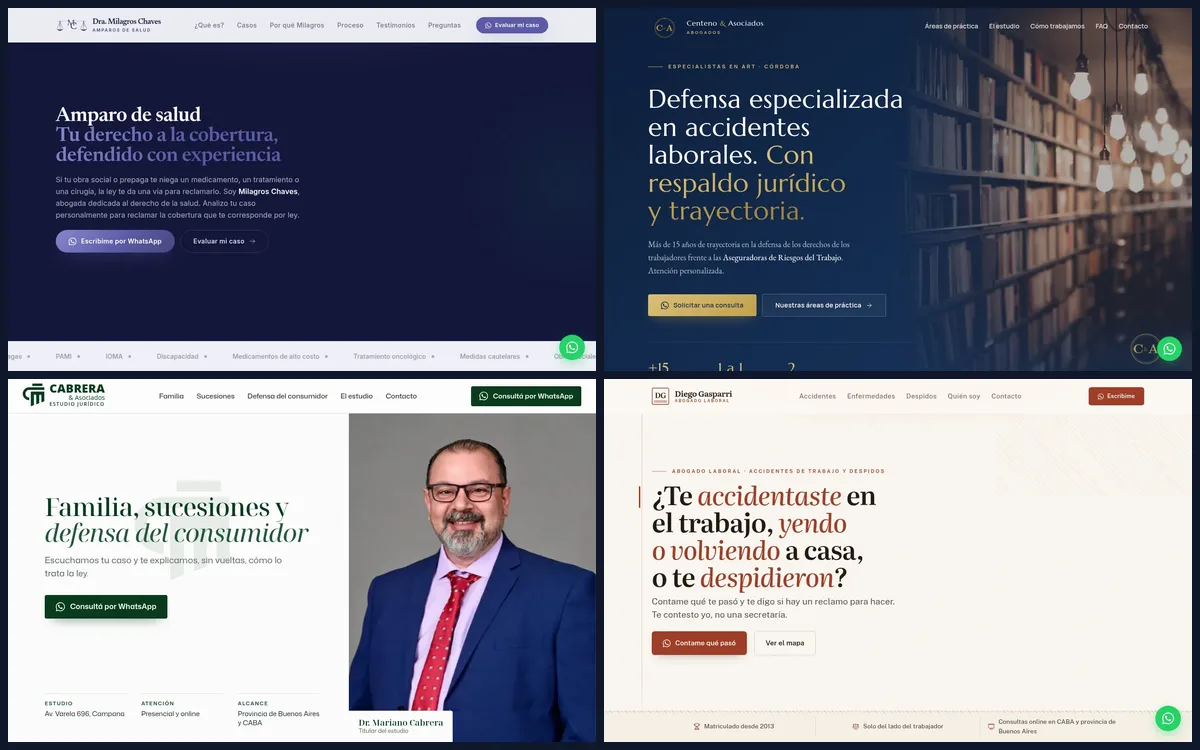 Dra. Milagros Chaves
AMPAROS DE SALUD
¿Qué es? Casos Por qué Milagros Proceso Testimonios Preguntas
Evaluar mi caso
Amparo de salud
Tu derecho a la cobertura,
defendido con experiencia
Si tu obra social o prepaga te niega un medicamento, un tratamiento o
una cirugía, la ley te da una vía para reclamarlo. Soy Milagros Chaves,
abogada dedicada al derecho de la salud. Analizo tu caso
personalmente para reclamar la cobertura que te corresponde por ley.
Escribime por WhatsApp
Evaluar mi caso →
PAMI • IOMA • Discapacidad • Medicamentos de alto costo • Tratamiento oncológico • Medidas cautelares •
C&A
Centeno & Asociados
ABOGADOS
Áreas de práctica El estudio Cómo trabajamos FAQ Contacto
ESPECIALISTAS EN ART · CÓRDOBA
Defensa especializada
en accidentes
laborales. Con
respaldo jurídico
y trayectoria.
Más de 15 años de trayectoria en la defensa de los derechos de los
trabajadores frente a las Aseguradoras de Riesgos del Trabajo.
Atención personalizada.
Solicitar una consulta
Nuestras áreas de práctica →
+15 1 a 1 2
C&A
CABRERA
& Asociados
ESTUDIO JURÍDICO
Familia Sucesiones Defensa del consumidor El estudio Contacto
Consultá por WhatsApp
Familia, sucesiones y
defensa del consumidor
Escuchamos tu caso y te explicamos, sin vueltas, cómo lo
trata la ley.
Consultá por WhatsApp
ESTUDIO
Av. Varela 696, Campana
ATENCIÓN
Presencial y online
ALCANCE
Provincia de Buenos Aires
y CABA
Dr. Mariano Cabrera
Titular del estudio
DG
Diego Gasparri
ABOGADO LABORAL
Accidentes Enfermedades Despidos Quién soy Contacto
Escribime
ABOGADO LABORAL · ACCIDENTES DE TRABAJO Y DESPIDOS
¿Te accidentaste en
el trabajo, yendo
o volviendo a casa,
o te despidieron?
Contame qué te pasó y te digo si hay un reclamo para hacer.
Te contesto yo, no una secretaría.
Contame qué pasó
Ver el mapa
Matriculado desde 2013
Solo del lado del trabajador
Consultas online en CABA y provincia de
Buenos Aires